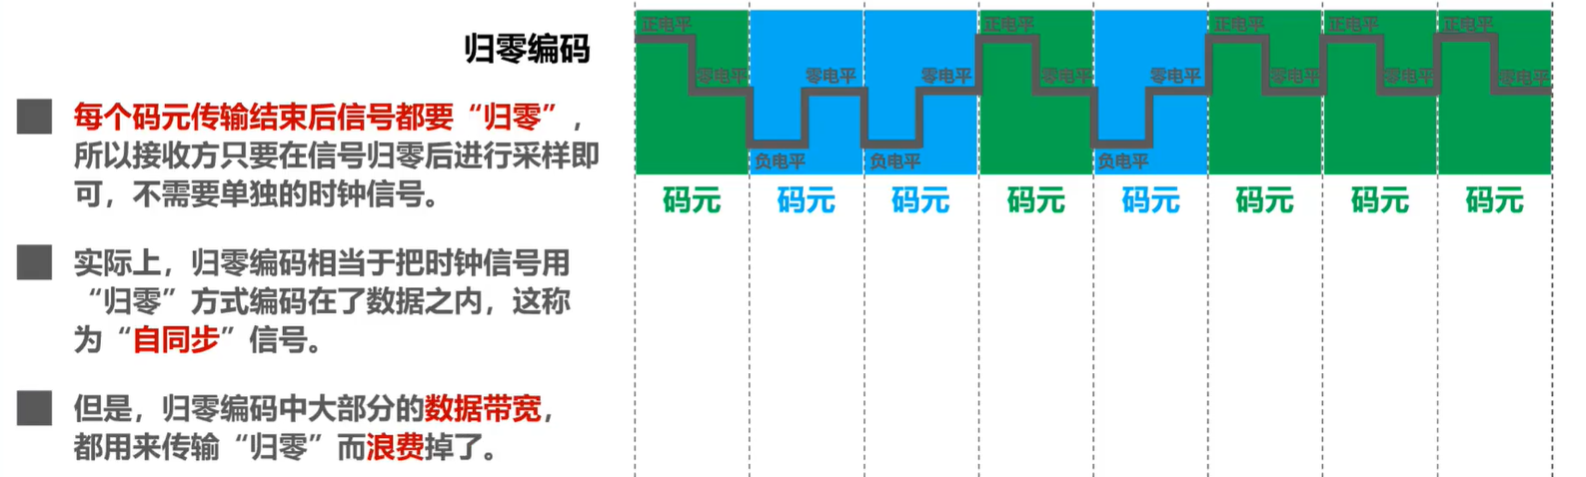 归零编码
每个码元传输结束后信号都要“归零”，
所以接收方只要在信号归零后进行采样即
可，不需要单独的时钟信号。
实际上，归零编码相当于把时钟信号用
“归零”方式编码在了数据之内，这称
为“自同步”信号。
但是，归零编码中大部分的数据带宽，
都用来传输“归零”而浪费掉了。
正电平 正电平 正电平 正电平 正电平
零电平 零电平 零电平 零电平 零电平 零电平 零电平 零电平
负电平 负电平 负电平
码元 码元 码元 码元 码元 码元 码元 码元